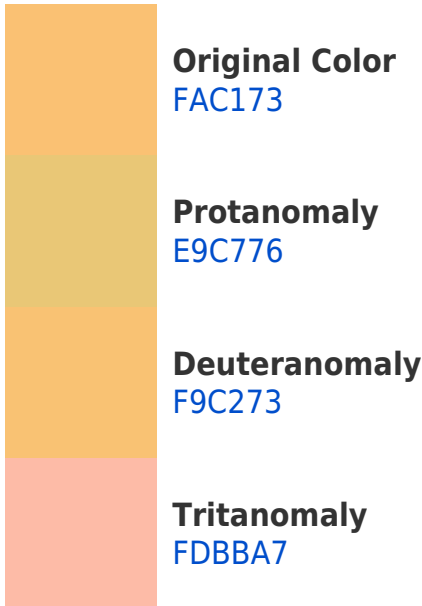 Original Color
FAC173
Protanomaly
E9C776
Deuteranomaly
F9C273
Tritanomaly
FDBBA7